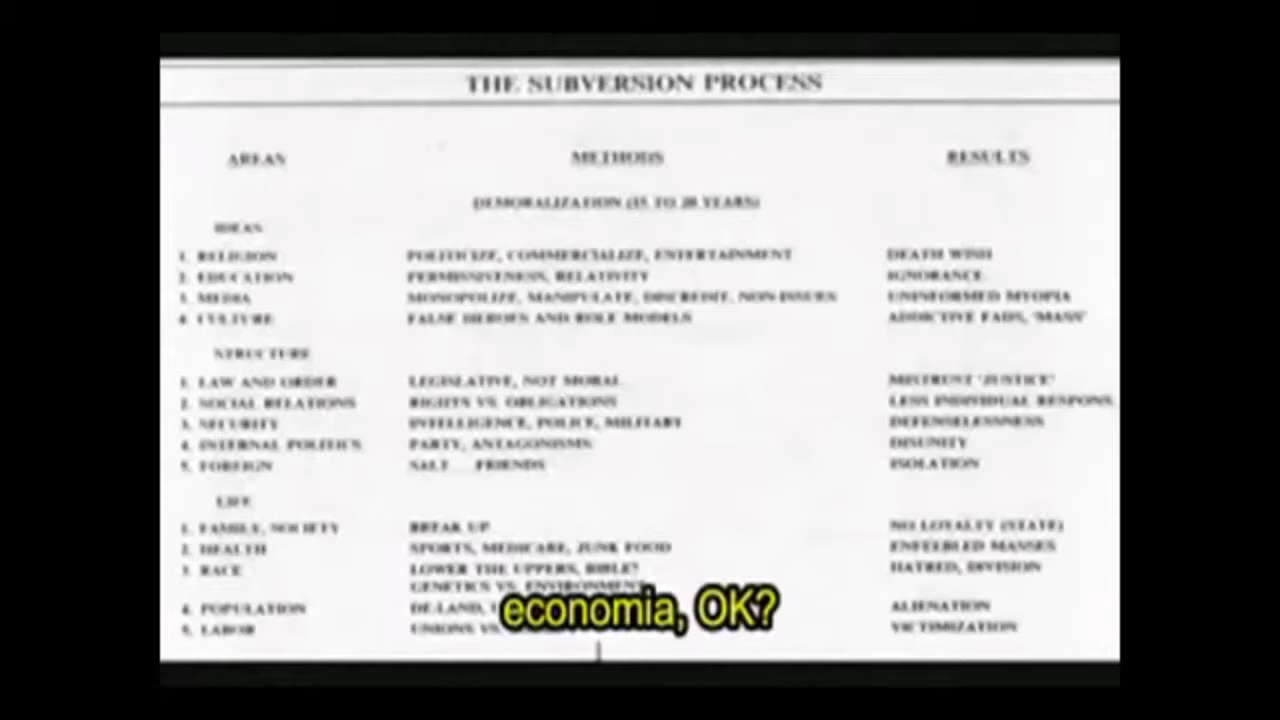 THE SUBVERSION PROCESS
AREAS METHODS RESULTS
DEMORALIZATION (15 TO 20 YEARS)
IDEAS
1. RELIGION POLITICIZE, COMMERCIALIZE, ENTERTAINMENT DEATH WISH
2. EDUCATION PERMISSIVENESS, RELATIVITY IGNORANCE
3. MEDIA MONOPOLIZE, MANIPULATE, DISCREDIT, NON-ISSUES UNINFORMED MYOPIA
4. CULTURE FALSE HEROES AND ROLE MODELS ADDICTIVE FADS, 'MASS'
STRUCTURE
1. LAW AND ORDER LEGISLATIVE, NOT MORAL MISTRUST 'JUSTICE'
2. SOCIAL RELATIONS RIGHTS VS. OBLIGATIONS LESS INDIVIDUAL RESPONS.
3. SECURITY INTELLIGENCE, POLICE, MILITARY DEFENSELESSNESS
4. INTERNAL POLITICS PARTY, ANTAGONISMS DISUNITY
5. FOREIGN SALT FRIENDS ISOLATION
LIFE
1. FAMILY, SOCIETY BREAK UP NO LOYALTY (STATE)
2. HEALTH SPORTS, MEDICARE, JUNK FOOD ENFEEBLED MASSES
3. RACE LOWER THE UPPERS, BIBLE? HATRED, DIVISION
GENETICS VS. ENVIRONMENT
4. POPULATION DE-LAND, ALIENATION
5. LABOR UNIONS VS. VICTIMIZATION
economia, OK?